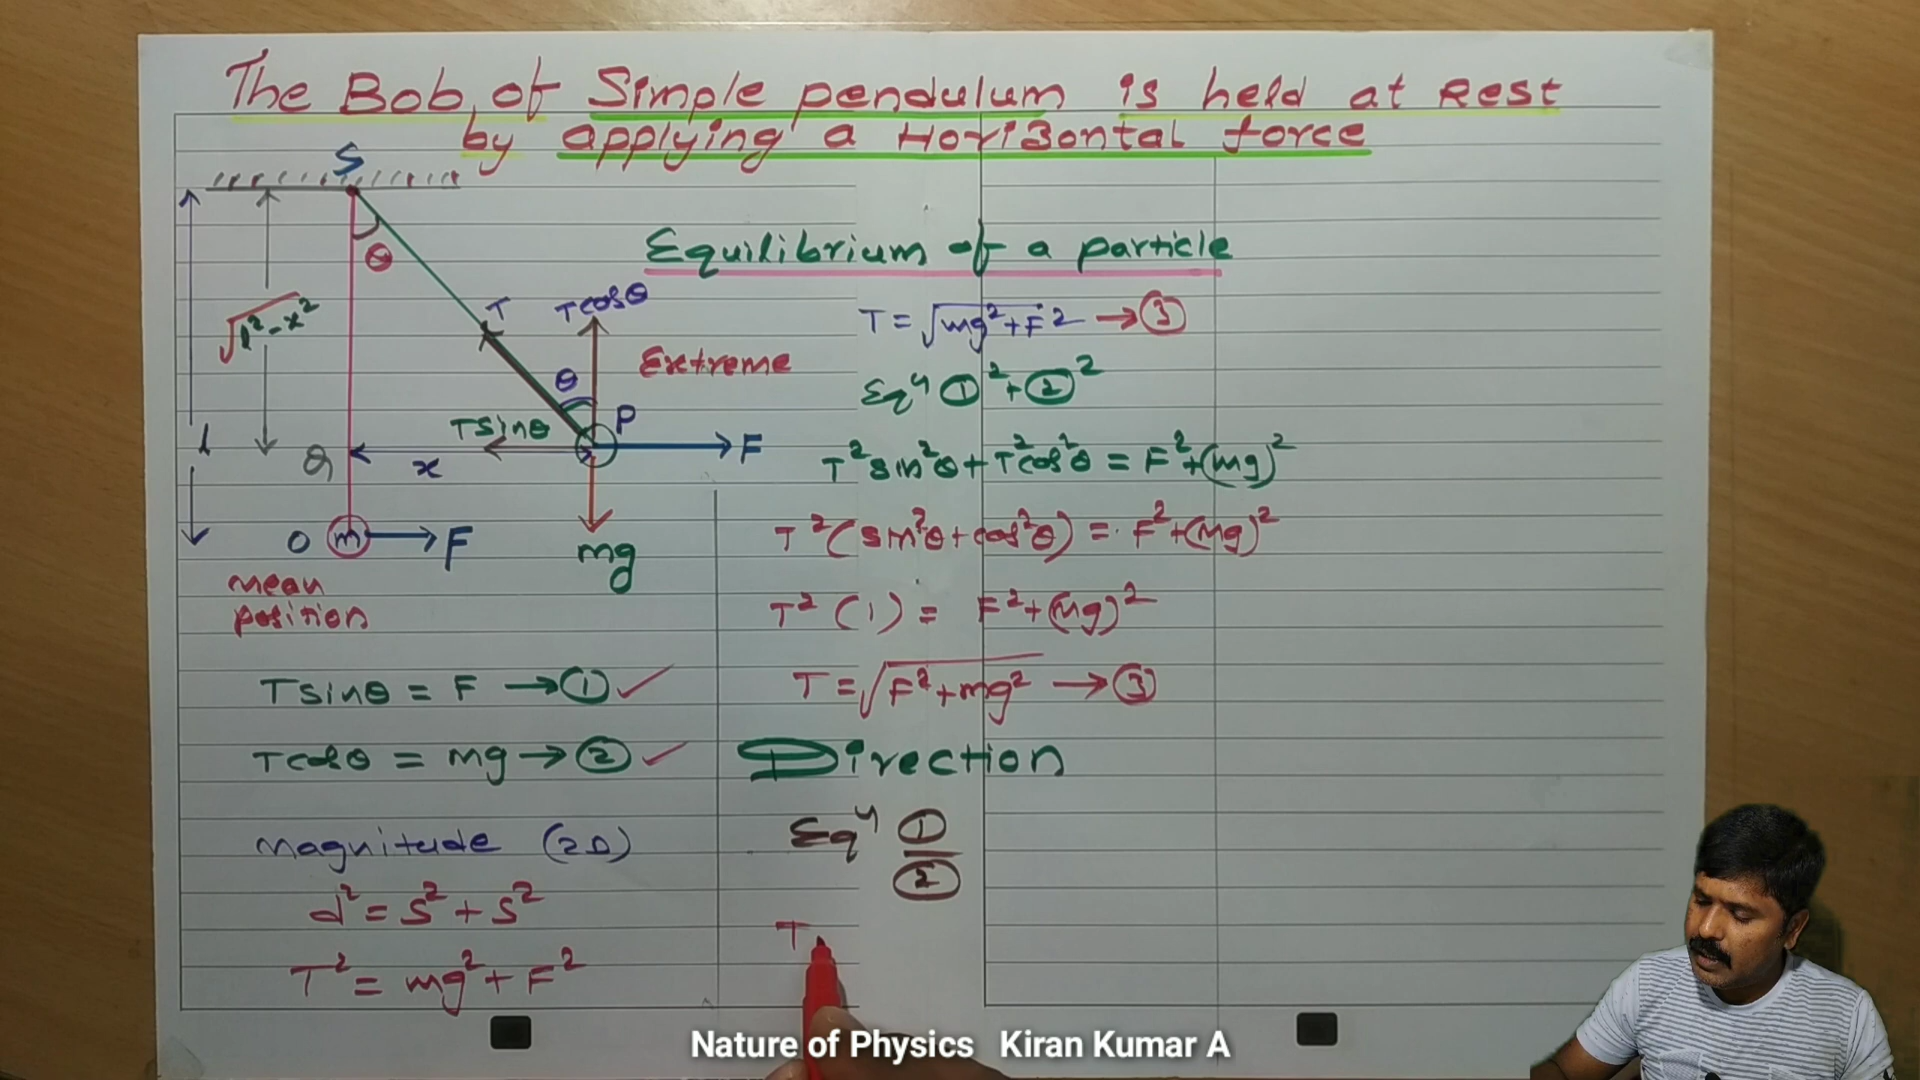 The Bob of Simple pendulum is held at Rest
by applying a Horizontal force
S
θ
√l²-x²
l
Equilibrium of a particle
T
Tcosθ
θ
Extreme
Tsinθ
P
F
Q
x
O
m
F
mg
mean
position
Tsinθ = F → ①
Tcosθ = mg → ②
Magnitude (2D)
d² = s² + s²
T² = mg² + F²
T = √mg²+F² → ③
Eqⁿ ①² + ②²
T²sin²θ + T²cos²θ = F²+(mg)²
T²(sin²θ+cos²θ) = F²+(mg)²
T²(1) = F²+(mg)²
T = √F²+mg² → ③
Direction
Eqⁿ ①
②
T
Nature of Physics Kiran Kumar A